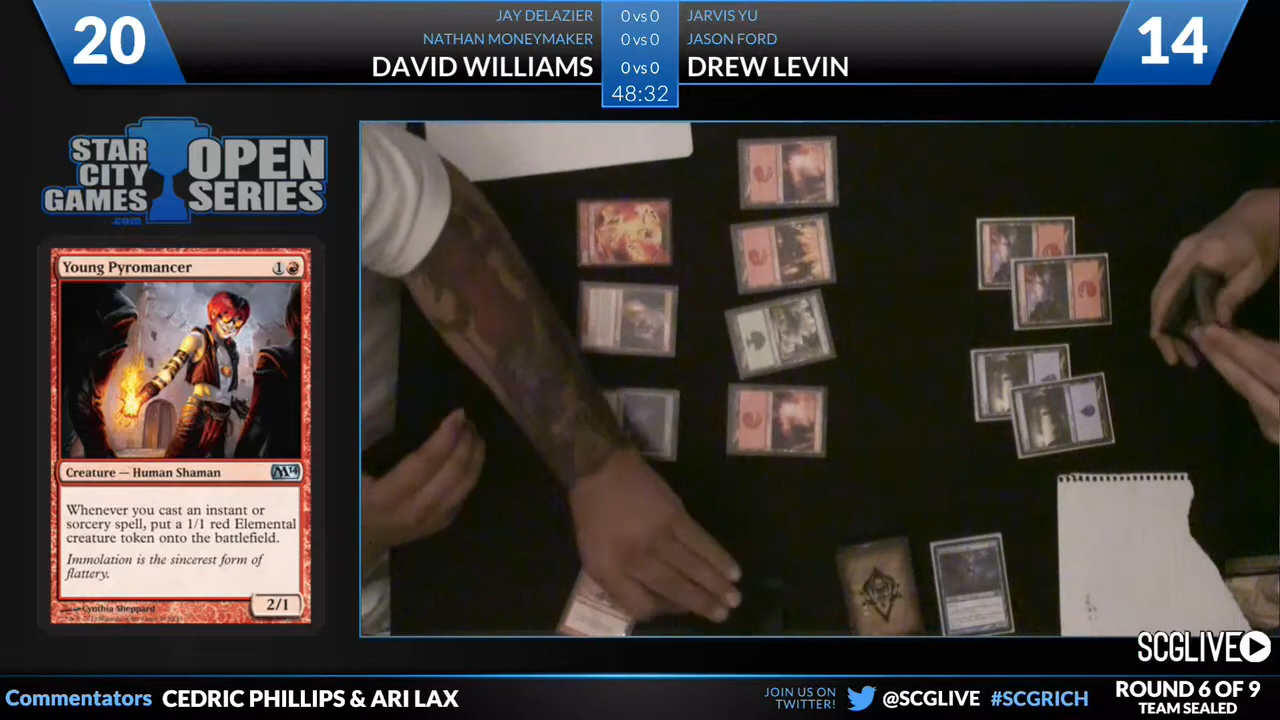 20
JAY DELAZIER 0 vs 0 JARVIS YU
NATHAN MONEYMAKER 0 vs 0 JASON FORD
DAVID WILLIAMS 0 vs 0 DREW LEVIN
48:32
14
STAR
CITY
GAMES
.com
OPEN
SERIES
Young Pyromancer 1
Creature — Human Shaman M14
Whenever you cast an instant or
sorcery spell, put a 1/1 red Elemental
creature token onto the battlefield.
Immolation is the sincerest form of
flattery.
Cynthia Sheppard
2/1
SCGLIVE
Commentators CEDRIC PHILLIPS & ARI LAX
JOIN US ON
TWITTER!
@SCGLIVE #SCGRICH
ROUND 6 OF 9
TEAM SEALED